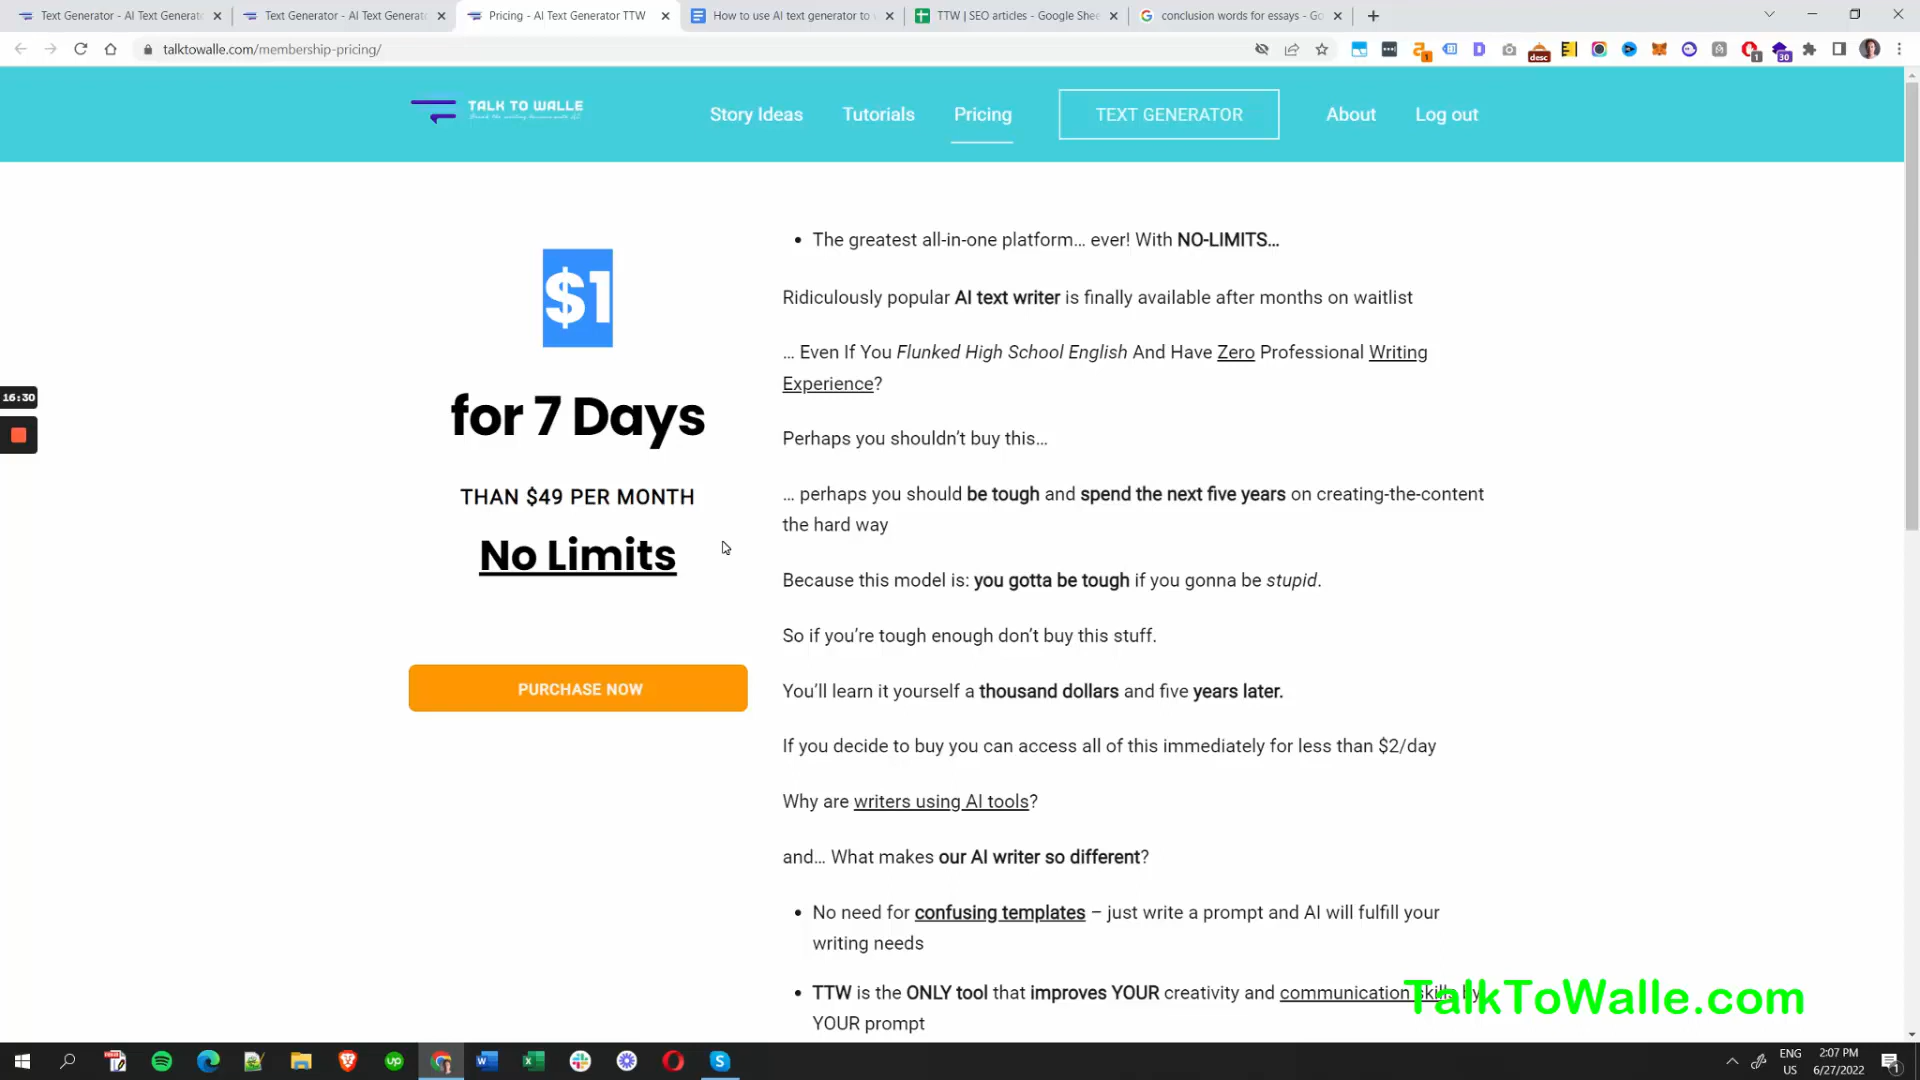 Text Generator - AI Text Generato
Text Generator - AI Text Generato
Pricing - AI Text Generator TTW
How to use AI text generator to
TTW | SEO articles - Google She
conclusion words for essays - Go
talktowalle.com/membership-pricing/
desc
1
1
30
TALK TO WALLE
Story Ideas
Tutorials
Pricing
TEXT GENERATOR
About
Log out
$1
for 7 Days
THAN $49 PER MONTH
No Limits
PURCHASE NOW
16:30
• The greatest all-in-one platform... ever! With NO-LIMITS...
Ridiculously popular AI text writer is finally available after months on waitlist
... Even If You Flunked High School English And Have Zero Professional Writing
Experience?
Perhaps you shouldn't buy this...
... perhaps you should be tough and spend the next five years on creating-the-content
the hard way
Because this model is: you gotta be tough if you gonna be stupid.
So if you're tough enough don't buy this stuff.
You'll learn it yourself a thousand dollars and five years later.
If you decide to buy you can access all of this immediately for less than $2/day
Why are writers using AI tools?
and... What makes our AI writer so different?
• No need for confusing templates – just write a prompt and AI will fulfill your
writing needs
• TTW is the ONLY tool that improves YOUR creativity and communication skills by
YOUR prompt
TalkToWalle.com
ENG
US
2:07 PM
6/27/2022
1